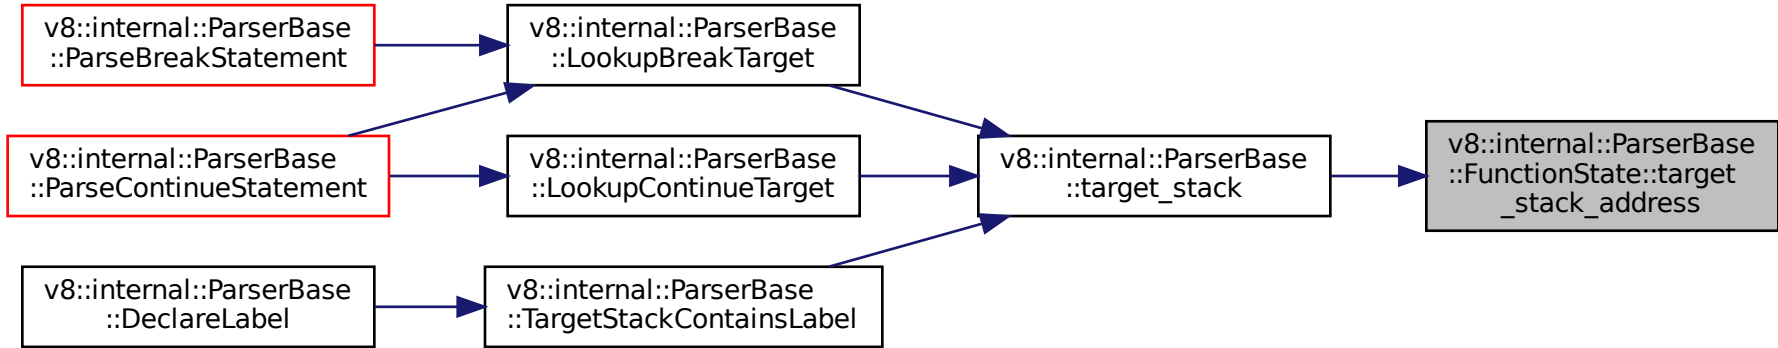 v8::internal::ParserBase
::ParseBreakStatement
v8::internal::ParserBase
::LookupBreakTarget
v8::internal::ParserBase
::ParseContinueStatement
v8::internal::ParserBase
::LookupContinueTarget
v8::internal::ParserBase
::target_stack
v8::internal::ParserBase
::FunctionState::target
_stack_address
v8::internal::ParserBase
::DeclareLabel
v8::internal::ParserBase
::TargetStackContainsLabel